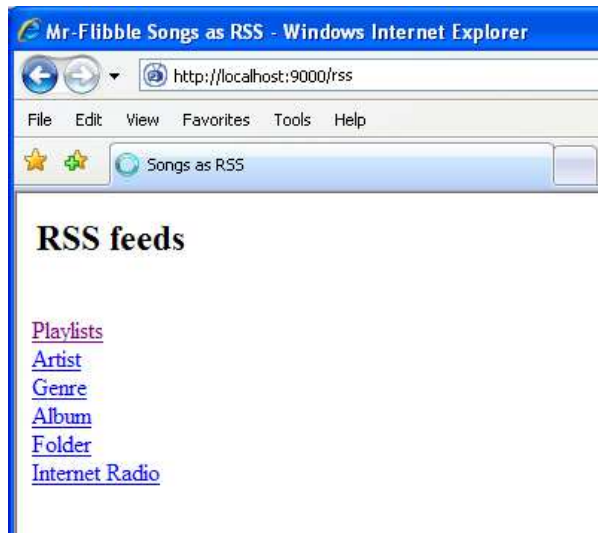 Mr-Flibble Songs as RSS - Windows Internet Explorer
http://localhost:9000/rss
File Edit View Favorites Tools Help
Songs as RSS
RSS feeds
Playlists
Artist
Genre
Album
Folder
Internet Radio